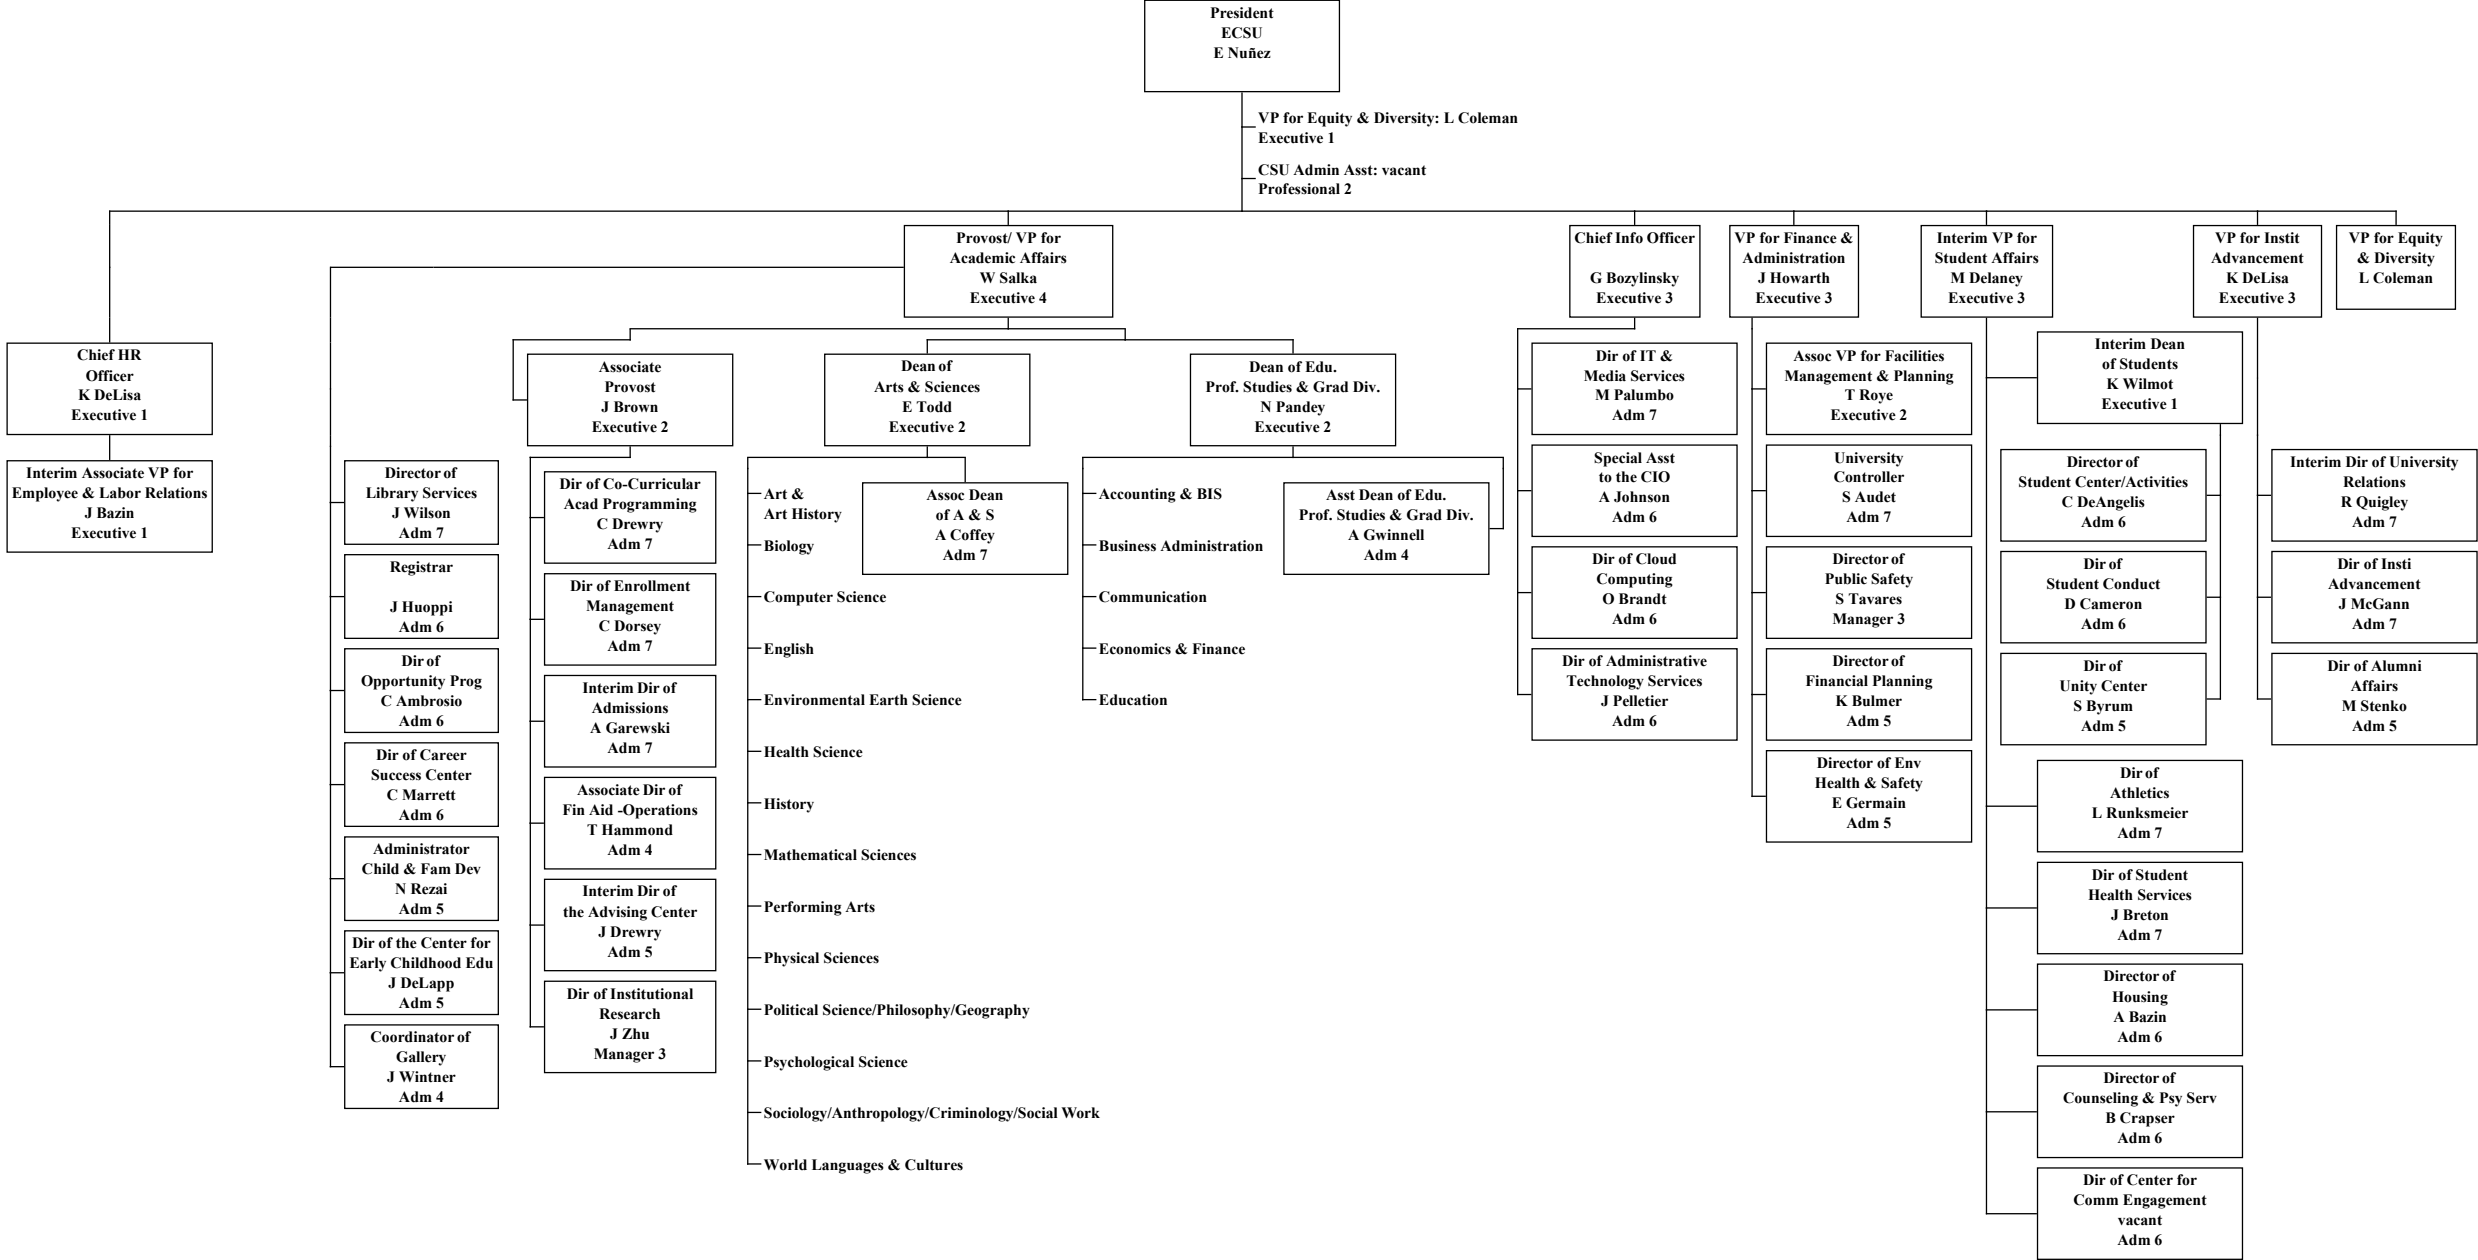 President
ECSU
E Nuñez
VP for Equity & Diversity: L Coleman
Executive 1
CSU Admin Asst: vacant
Professional 2
Chief HR
Officer
K DeLisa
Executive 1
Interim Associate VP for
Employee & Labor Relations
J Bazin
Executive 1
Provost/ VP for
Academic Affairs
W Salka
Executive 4
Director of
Library Services
J Wilson
Adm 7
Registrar
J Huoppi
Adm 6
Dir of
Opportunity Prog
C Ambrosio
Adm 6
Dir of Career
Success Center
C Marrett
Adm 6
Administrator
Child & Fam Dev
N Rezai
Adm 5
Dir of the Center for
Early Childhood Edu
J DeLapp
Adm 5
Coordinator of
Gallery
J Wintner
Adm 4
Associate
Provost
J Brown
Executive 2
Dir of Co-Curricular
Acad Programming
C Drewry
Adm 7
Dir of Enrollment
Management
C Dorsey
Adm 7
Interim Dir of
Admissions
A Garewski
Adm 7
Associate Dir of
Fin Aid -Operations
T Hammond
Adm 4
Interim Dir of
the Advising Center
J Drewry
Adm 5
Dir of Institutional
Research
J Zhu
Manager 3
Dean of
Arts & Sciences
E Todd
Executive 2
Art &
Art History
Biology
Computer Science
English
Environmental Earth Science
Health Science
History
Mathematical Sciences
Performing Arts
Physical Sciences
Political Science/Philosophy/Geography
Psychological Science
Sociology/Anthropology/Criminology/Social Work
World Languages & Cultures
Assoc Dean
of A & S
A Coffey
Adm 7
Dean of Edu.
Prof. Studies & Grad Div.
N Pandey
Executive 2
Accounting & BIS
Business Administration
Communication
Economics & Finance
Education
Asst Dean of Edu.
Prof. Studies & Grad Div.
A Gwinnell
Adm 4
Chief Info Officer
G Bozylinsky
Executive 3
Dir of IT &
Media Services
M Palumbo
Adm 7
Special Asst
to the CIO
A Johnson
Adm 6
Dir of Cloud
Computing
O Brandt
Adm 6
Dir of Administrative
Technology Services
J Pelletier
Adm 6
VP for Finance &
Administration
J Howarth
Executive 3
Assoc VP for Facilities
Management & Planning
T Roye
Executive 2
University
Controller
S Audet
Adm 7
Director of
Public Safety
S Tavares
Manager 3
Director of
Financial Planning
K Bulmer
Adm 5
Director of Env
Health & Safety
E Germain
Adm 5
Interim VP for
Student Affairs
M Delaney
Executive 3
Interim Dean
of Students
K Wilmot
Executive 1
Director of
Student Center/Activities
C DeAngelis
Adm 6
Dir of
Student Conduct
D Cameron
Adm 6
Dir of
Unity Center
S Byrum
Adm 5
Dir of
Athletics
L Runksmeier
Adm 7
Dir of Student
Health Services
J Breton
Adm 7
Director of
Housing
A Bazin
Adm 6
Director of
Counseling & Psy Serv
B Crapser
Adm 6
Dir of Center for
Comm Engagement
vacant
Adm 6
VP for Instit
Advancement
K DeLisa
Executive 3
Interim Dir of University
Relations
R Quigley
Adm 7
Dir of Insti
Advancement
J McGann
Adm 7
Dir of Alumni
Affairs
M Stenko
Adm 5
VP for Equity
& Diversity
L Coleman